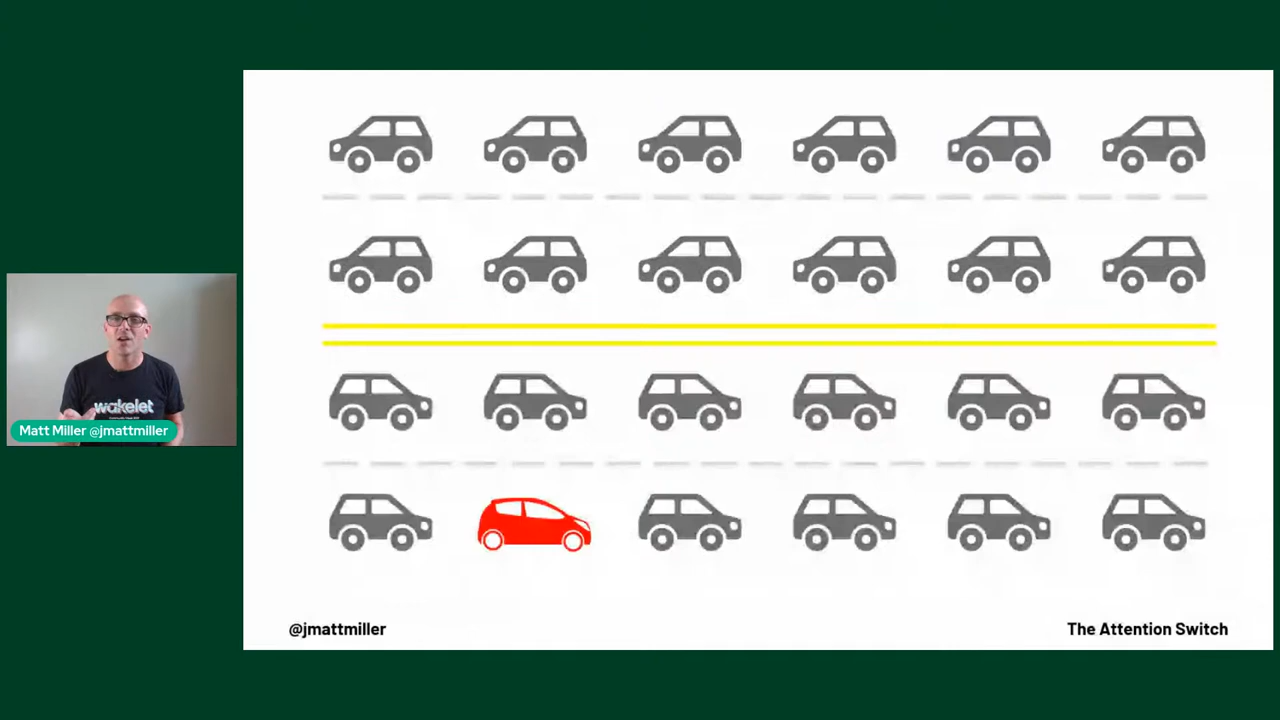 wakelet
Matt Miller @jmattmiller
@jmattmiller
The Attention Switch